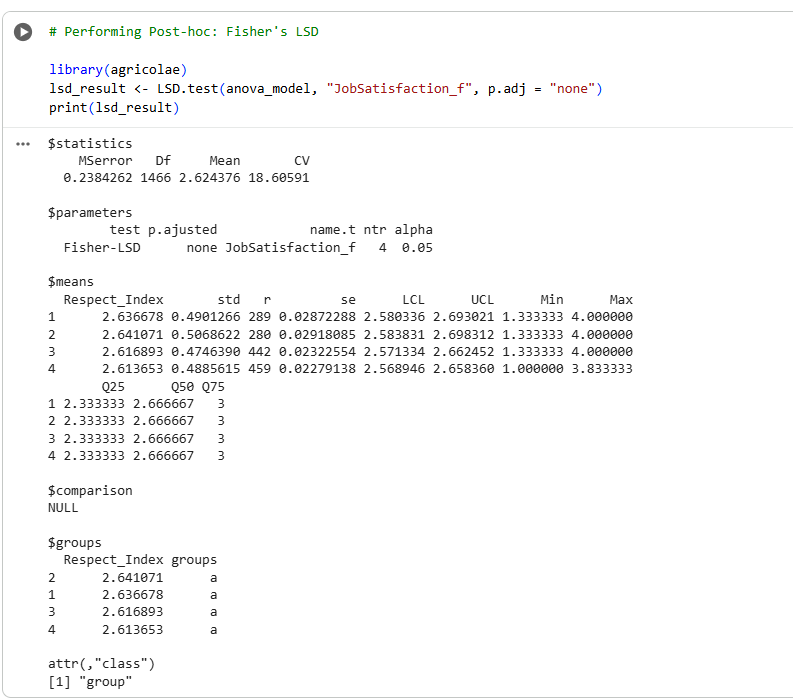 # Performing Post-hoc: Fisher's LSD
library(agricolae)
lsd_result <- LSD.test(anova_model, "JobSatisfaction_f", p.adj = "none")
print(lsd_result)
$statistics
MSerror Df Mean CV
0.2384262 1466 2.624376 18.60591
$parameters
test p.ajusted name.t ntr alpha
Fisher-LSD none JobSatisfaction_f 4 0.05
$means
Respect_Index std r se LCL UCL Min Max
1 2.636678 0.4901266 289 0.02872288 2.580336 2.693021 1.333333 4.000000
2 2.641071 0.5068622 280 0.02918085 2.583831 2.698312 1.333333 4.000000
3 2.616893 0.4746390 442 0.02322554 2.571334 2.662452 1.333333 4.000000
4 2.613653 0.4885615 459 0.02279138 2.568946 2.658360 1.000000 3.833333
Q25 Q50 Q75
1 2.333333 2.666667 3
2 2.333333 2.666667 3
3 2.333333 2.666667 3
4 2.333333 2.666667 3
$comparison
NULL
$groups
Respect_Index groups
2 2.641071 a
1 2.636678 a
3 2.616893 a
4 2.613653 a
attr(,"class")
[1] "group"